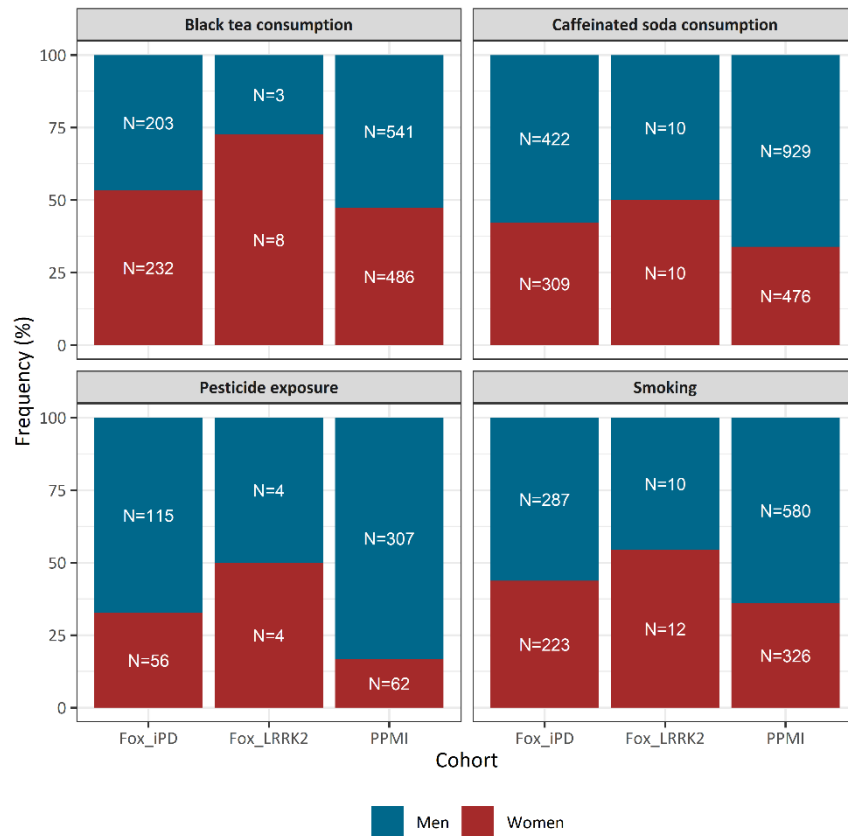 Black tea consumption
Caffeinated soda consumption
100
75
50
25
0
N=203
N=3
N=541
N=232
N=8
N=486
N=422
N=10
N=929
N=309
N=10
N=476
Pesticide exposure
Smoking
100
75
50
25
0
N=115
N=4
N=307
N=56
N=4
N=62
N=287
N=10
N=580
N=223
N=12
N=326
Frequency (%)
Fox_iPD
Fox_LRRK2
PPMI
Fox_iPD
Fox_LRRK2
PPMI
Cohort
Men
Women